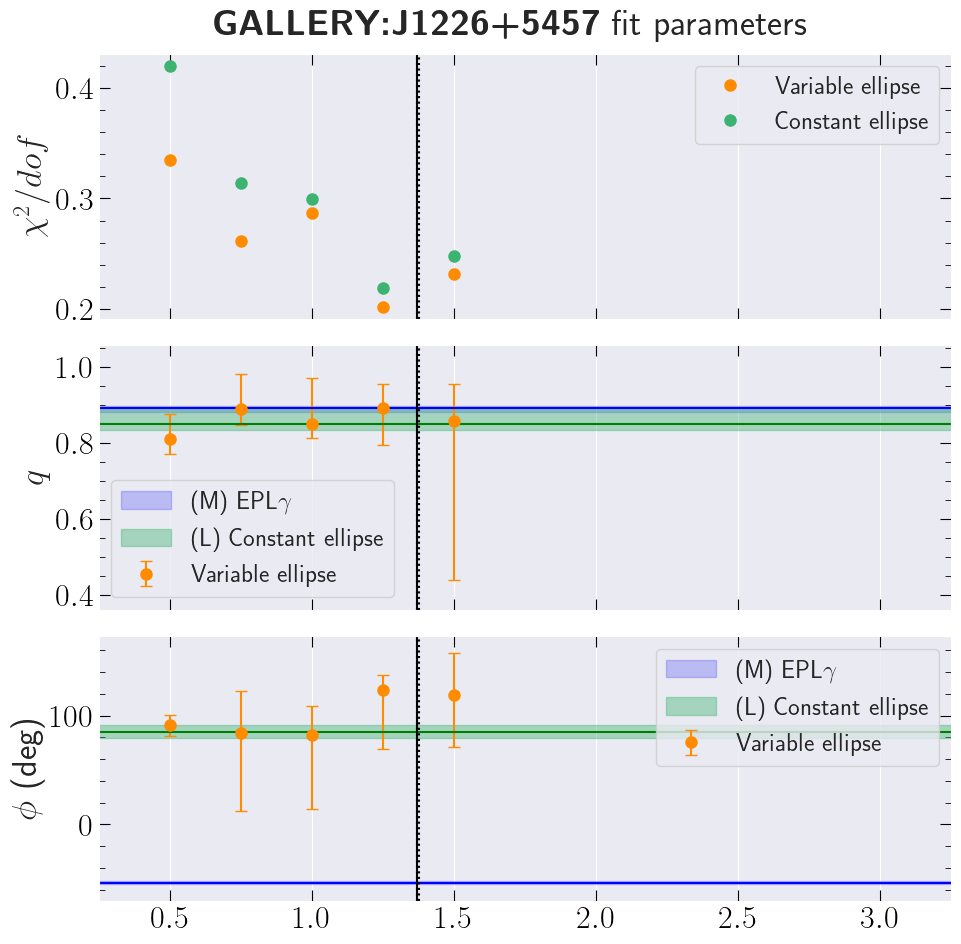 GALLERY:J1226+5457 fit parameters
χ²/dof
0.4
0.3
0.2
Variable ellipse
Constant ellipse
q
1.0
0.8
0.6
0.4
(M) EPLγ
(L) Constant ellipse
Variable ellipse
ϕ (deg)
100
0
(M) EPLγ
(L) Constant ellipse
Variable ellipse
0.5 1.0 1.5 2.0 2.5 3.0